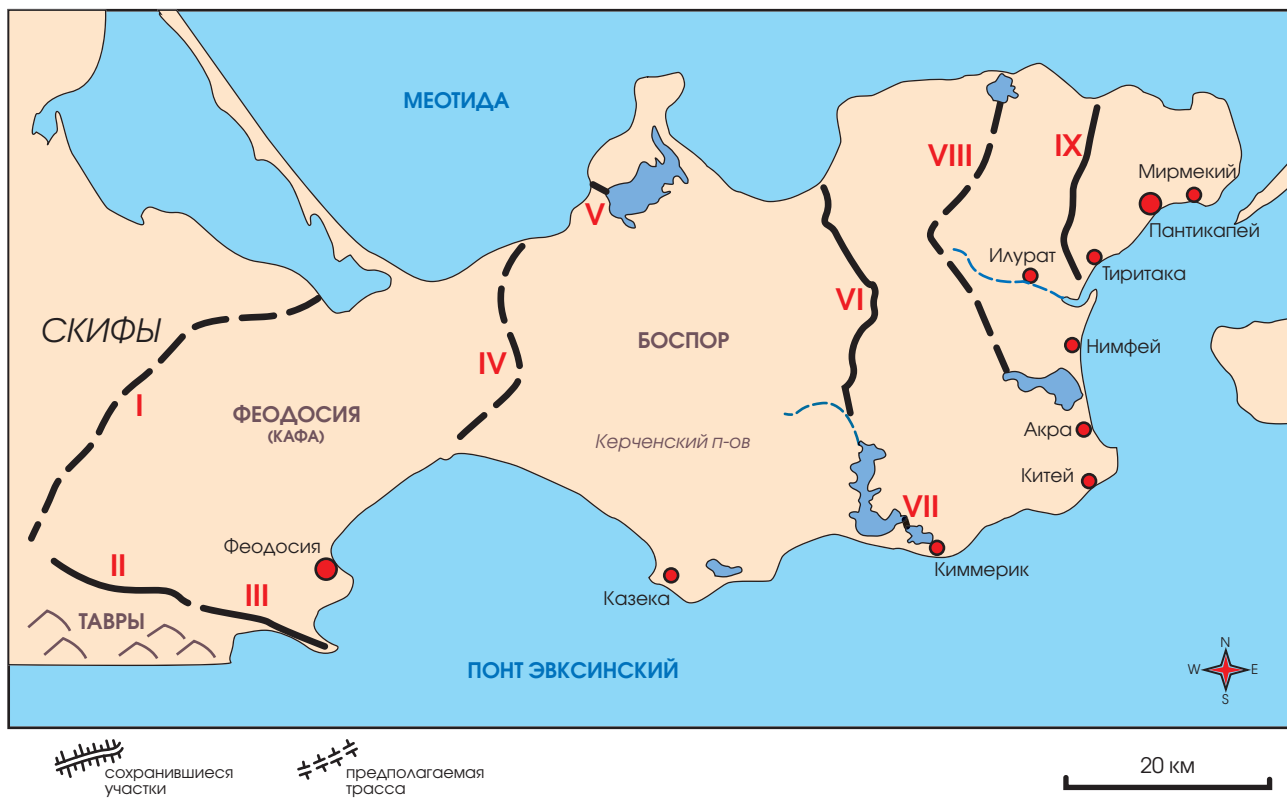 МЕОТИДА
VIII
IX
Мирмекий
V
Пантикапей
Илурат
Тиритака
VI
СКИФЫ
БОСПОР
Нимфей
IV
I
ФЕОДОСИЯ
(КАФА)
Акра
Керченский п-ов
Китей
VII
Феодосия
II
Киммерик
III
Казека
ТАВРЫ
ПОНТ ЭВКСИНСКИЙ
N
W
E
S
сохранившиеся
участки
предполагаемая
трасса
20 км